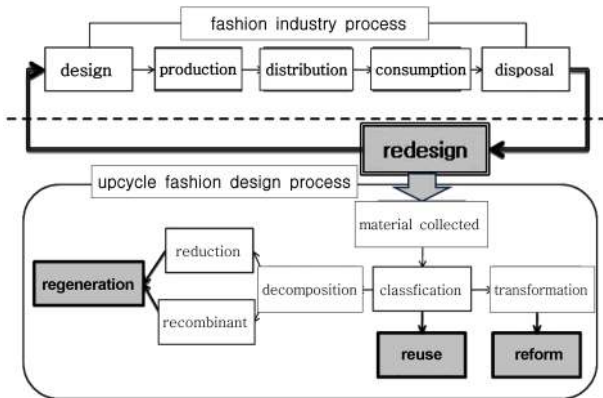 fashion industry process
design
production
distribution
consumption
disposal
redesign
upcycle fashion design process
material collected
reduction
regeneration
decomposition
classfication
transformation
recombinant
reuse
reform